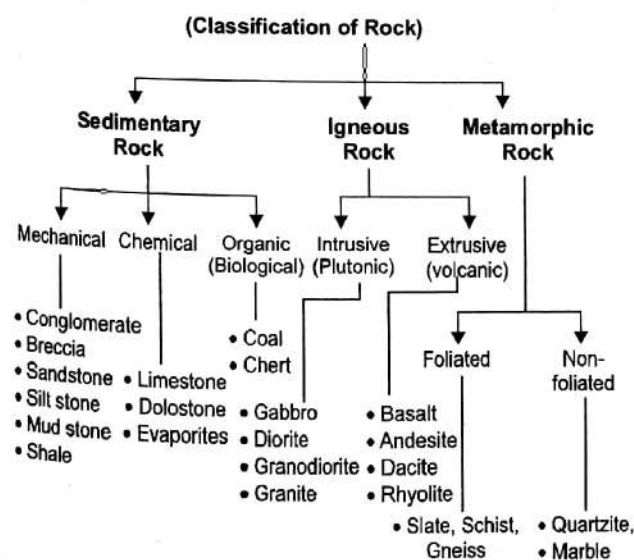 (Classification of Rock)
Sedimentary
Rock
Igneous
Rock
Metamorphic
Rock
Mechanical
Chemical
Organic
(Biological)
Intrusive
(Plutonic)
Extrusive
(volcanic)
• Conglomerate
• Breccia
• Sandstone
• Silt stone
• Mud stone
• Shale
• Limestone
• Dolostone
• Evaporites
• Coal
• Chert
• Gabbro
• Diorite
• Granodiorite
• Granite
• Basalt
• Andesite
• Dacite
• Rhyolite
Foliated
Non-
foliated
• Slate, Schist,
Gneiss
• Quartzite,
• Marble